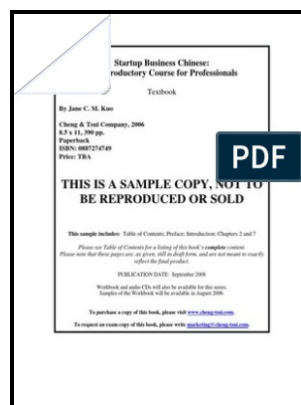 Startup Business Chinese:
roductory Course for Professionals
Textbook
By Jane C. M. Kuo
Cheng & Tsui Company, 2006
8.5 x 11, 390 pp.
Paperback
ISBN: 0887274749
Price: TBA
PDF
THIS IS A SAMPLE COPY, NOT TO
BE REPRODUCED OR SOLD
This sample includes: Table of Contents; Preface; Introduction; Chapters 2 and 7
Please see Table of Contents for a listing of this book's complete content.
Please note that these pages are, as given, still in draft form, and are not meant to exactly
reflect the final product.
PUBLICATION DATE: September 2006
Workbook and audio CDs will also be available for this series.
Samples of the Workbook will be available in August 2006.
To purchase a copy of this book, please visit www.cheng-tsui.com.
To request an exam copy of this book, please write marketing@cheng-tsui.com.